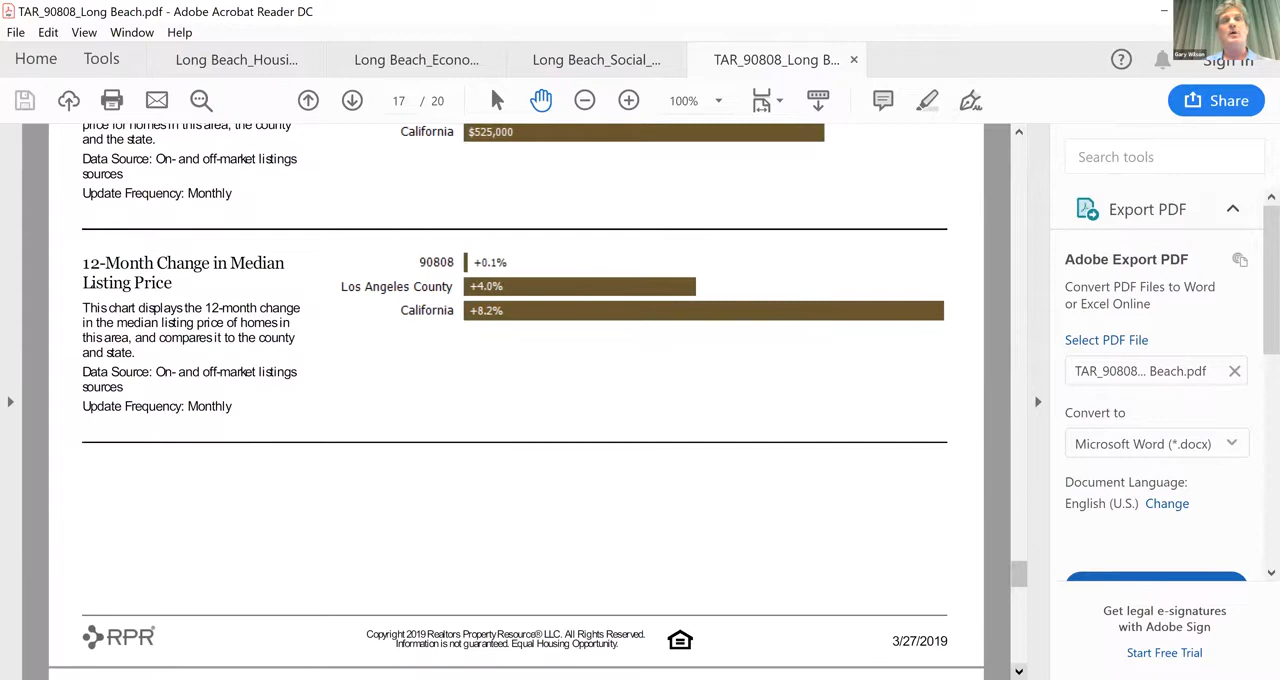 TAR_90808_Long Beach.pdf - Adobe Acrobat Reader DC
File Edit View Window Help
Home Tools Long Beach_Housi... Long Beach_Econo... Long Beach_Social_... TAR_90808_Long B... ×
Gary Wilson
Sign In
17 / 20 100% Share
price for homes in this area, the county
and the state.
Data Source: On- and off-market listings
sources
Update Frequency: Monthly
California $525,000
12-Month Change in Median
Listing Price
This chart displays the 12-month change
in the median listing price of homes in
this area, and compares it to the county
and state.
Data Source: On- and off-market listings
sources
Update Frequency: Monthly
90808 +0.1%
Los Angeles County +4.0%
California +8.2%
RPR®
Copyright 2019 Realtors Property Resource® LLC. All Rights Reserved.
Information is not guaranteed. Equal Housing Opportunity.
3/27/2019
Search tools
Export PDF
Adobe Export PDF
Convert PDF Files to Word
or Excel Online
Select PDF File
TAR_90808... Beach.pdf
Convert to
Microsoft Word (*.docx)
Document Language:
English (U.S.) Change
Get legal e-signatures
with Adobe Sign
Start Free Trial